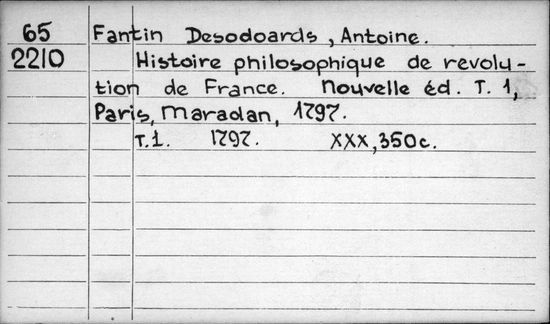 65 Fantin Desodoards, Antoine.
2210 Histoire philosophique de revolu-
tion de France. Nouvelle éd. T. 1,
Paris, Maradan, 1797.
T.1. 1797. XXX,350c.